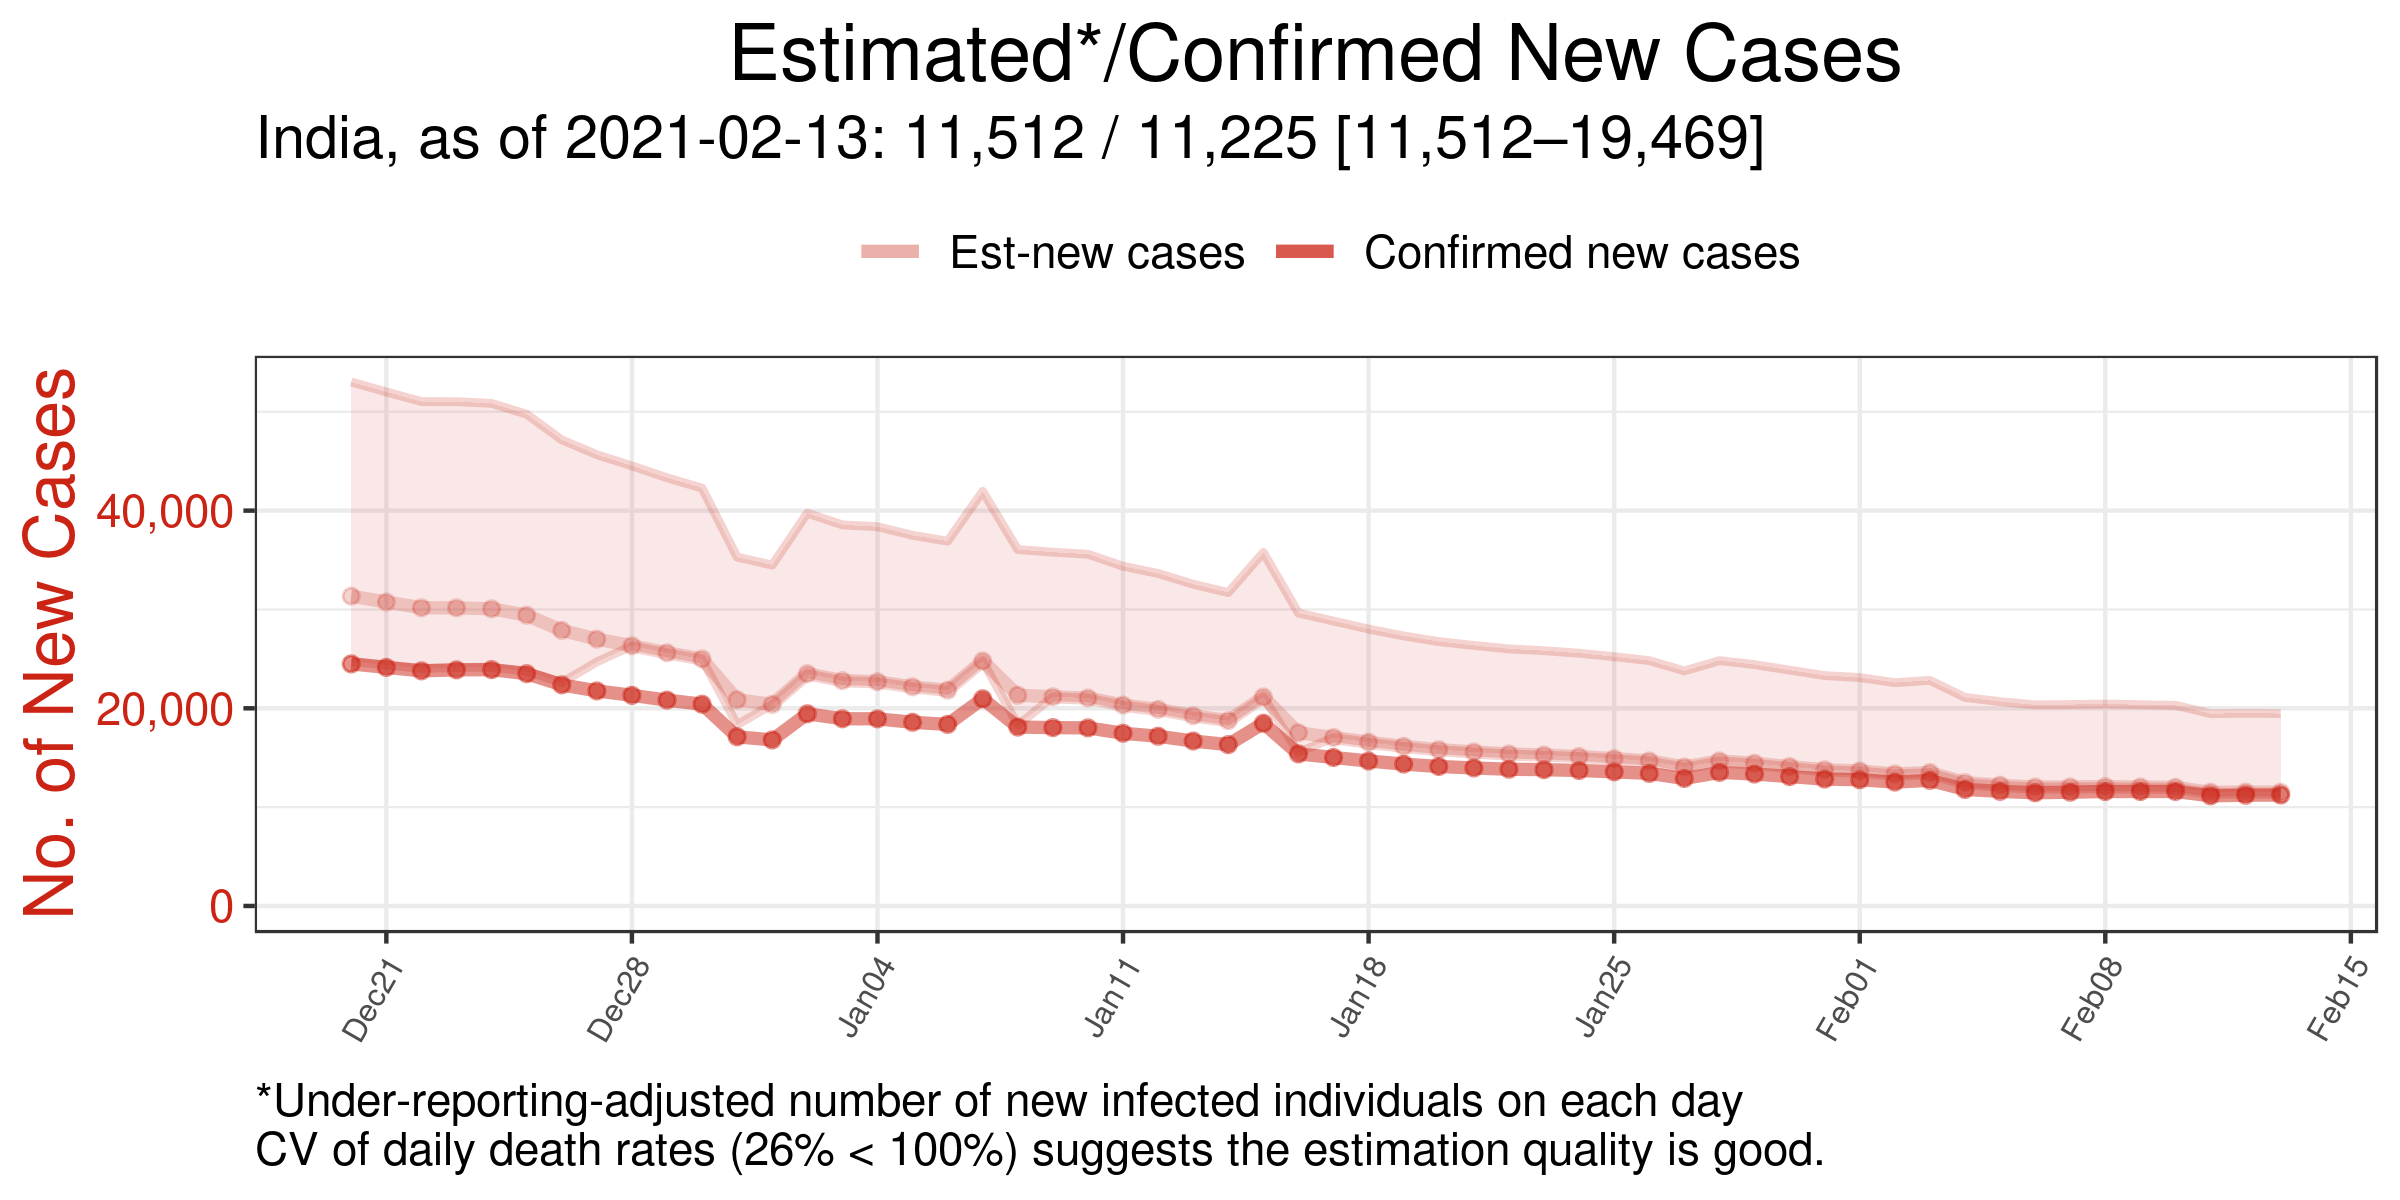 Estimated*/Confirmed New Cases
India, as of 2021-02-13: 11,512 / 11,225 [11,512–19,469]
Est-new cases
Confirmed new cases
No. of New Cases
40,000
20,000
0
Dec21
Dec28
Jan04
Jan11
Jan18
Jan25
Feb01
Feb08
Feb15
*Under-reporting-adjusted number of new infected individuals on each day
CV of daily death rates (26% < 100%) suggests the estimation quality is good.